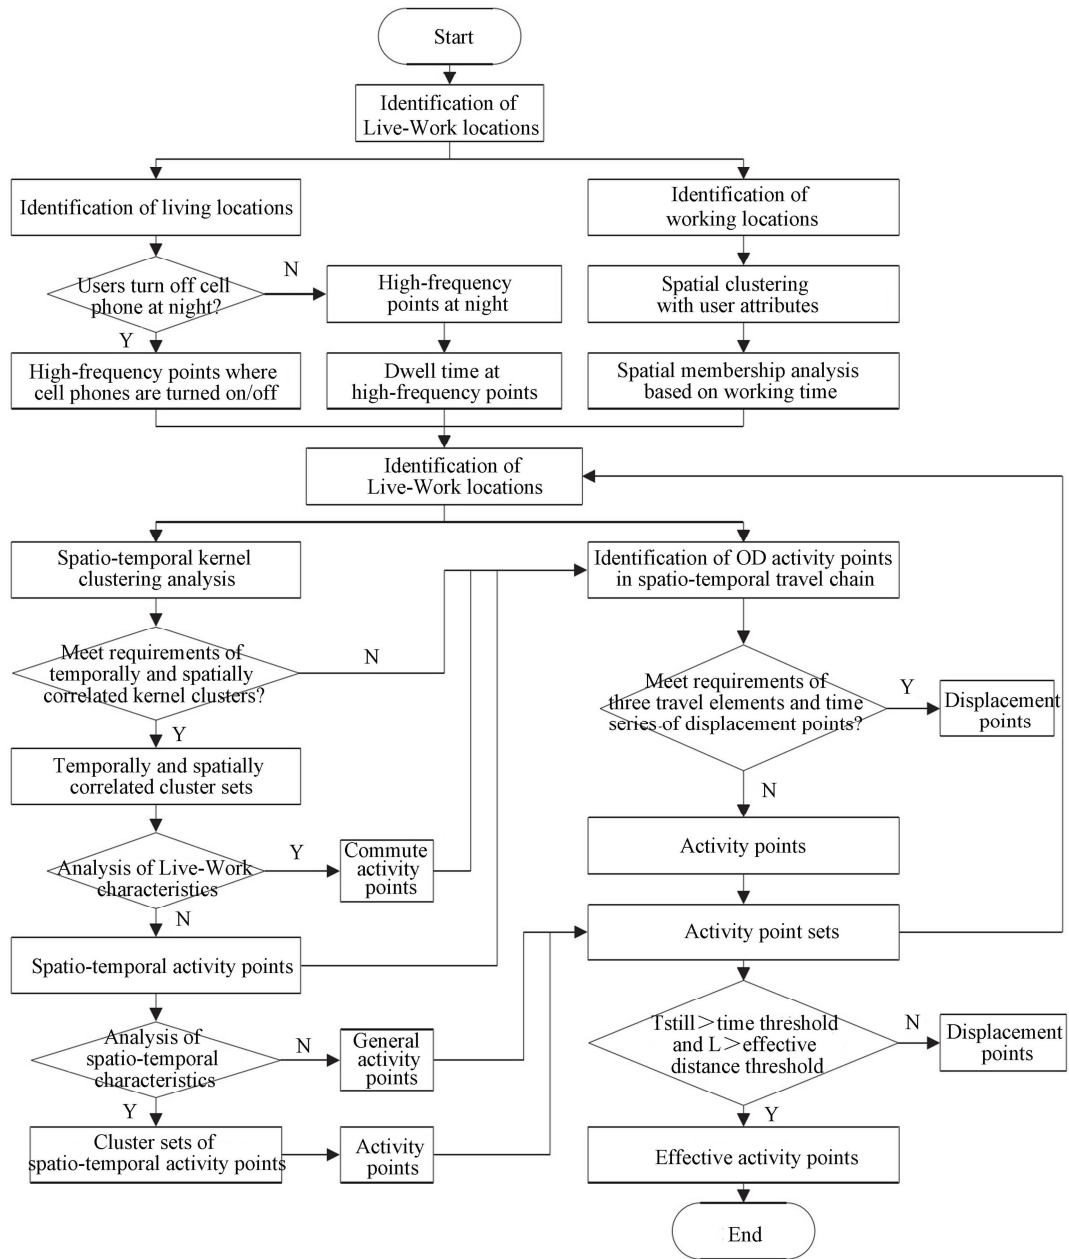 Start
Identification of
Live-Work locations
Identification of living locations
Identification of
working locations
Users turn off cell
phone at night?
N
High-frequency
points at night
Spatial clustering
with user attributes
Y
High-frequency points where
cell phones are turned on/off
Dwell time at
high-frequency points
Spatial membership analysis
based on working time
Identification of
Live-Work locations
Spatio-temporal kernel
clustering analysis
Identification of OD activity points
in spatio-temporal travel chain
Meet requirements of
temporally and spatially
correlated kernel clusters?
N
Meet requirements of
three travel elements and time
series of displacement points?
Y
Displacement
points
Y
Temporally and spatially
correlated cluster sets
N
Activity points
Analysis of Live-Work
characteristics
Y
Commute
activity
points
N
Activity point sets
Spatio-temporal activity points
Analysis of
spatio-temporal
characteristics
N
General
activity
points
Tstill>time threshold
and L>effective
distance threshold
N
Displacement
points
Y
Cluster sets of
spatio-temporal activity points
Activity
points
Y
Effective activity points
End